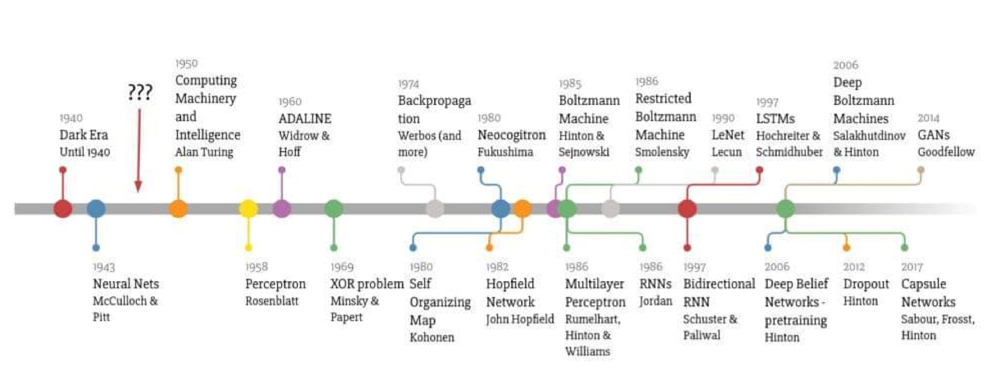 1940
Dark Era
Until 1940
???
1950
Computing
Machinery
and
Intelligence
Alan Turing
1960
ADALINE
Widrow &
Hoff
1974
Backpropaga
tion
Werbos (and
more)
1980
Neocogitron
Fukushima
1985
Boltzmann
Machine
Hinton &
Sejnowski
1986
Restricted
Boltzmann
Machine
Smolensky
1990
LeNet
Lecun
1997
LSTMs
Hochreiter &
Schmidhuber
2006
Deep
Boltzmann
Machines
Salakhutdinov
& Hinton
2014
GANs
Goodfellow
1943
Neural Nets
McCulloch &
Pitt
1958
Perceptron
Rosenblatt
1969
XOR problem
Minsky &
Papert
1980
Self
Organizing
Map
Kohonen
1982
Hopfield
Network
John Hopfield
1986
Multilayer
Perceptron
Rumelhart,
Hinton &
Williams
1986
RNNs
Jordan
1997
Bidirectional
RNN
Schuster &
Paliwal
2006
Deep Belief
Networks -
pretraining
Hinton
2012
Dropout
Hinton
2017
Capsule
Networks
Sabour, Frosst,
Hinton